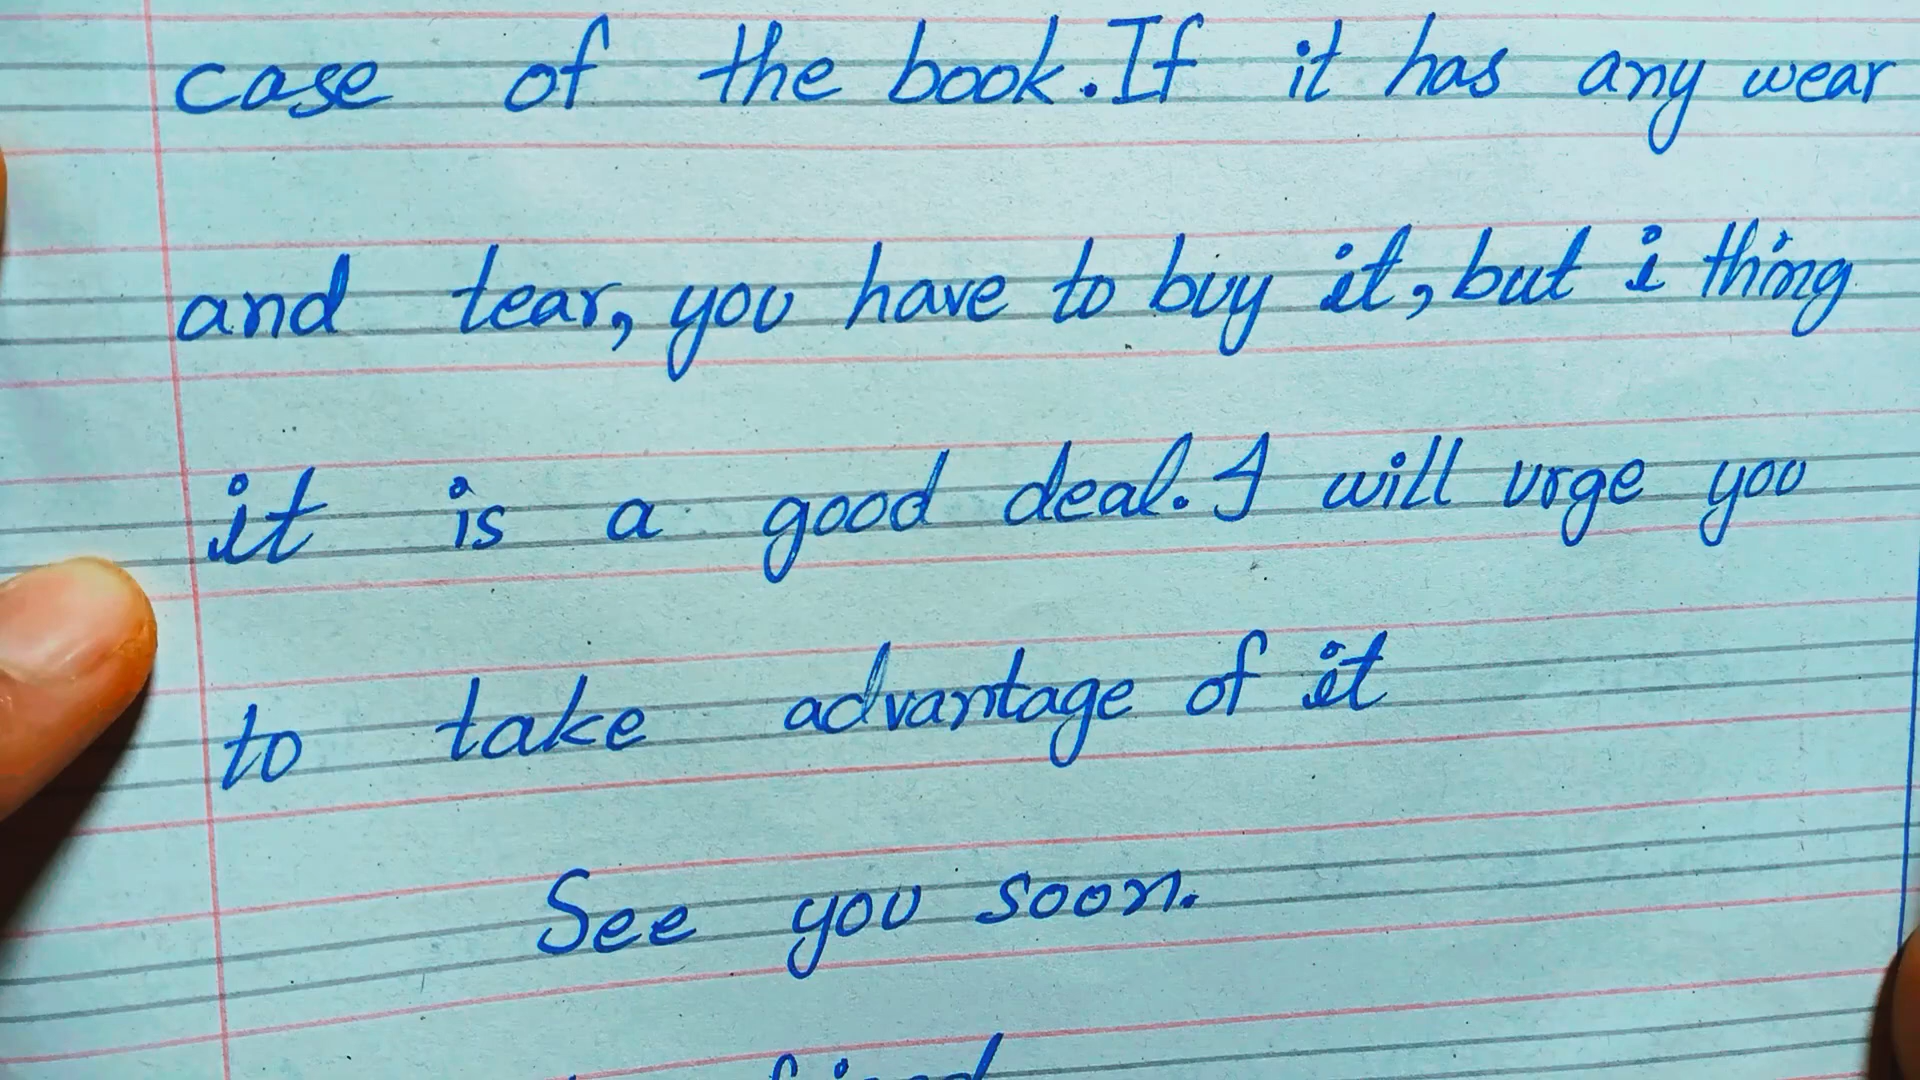 case of the book. If it has any wear
and tear, you have to buy it, but i thing
it is a good deal. I will urge you
to take advantage of it
See you soon.
friend